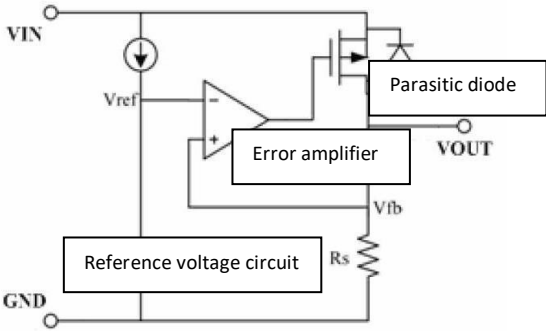 VIN
Vref
Parasitic diode
VOUT
Error amplifier
Vfb
Reference voltage circuit
Rs
GND
−
+